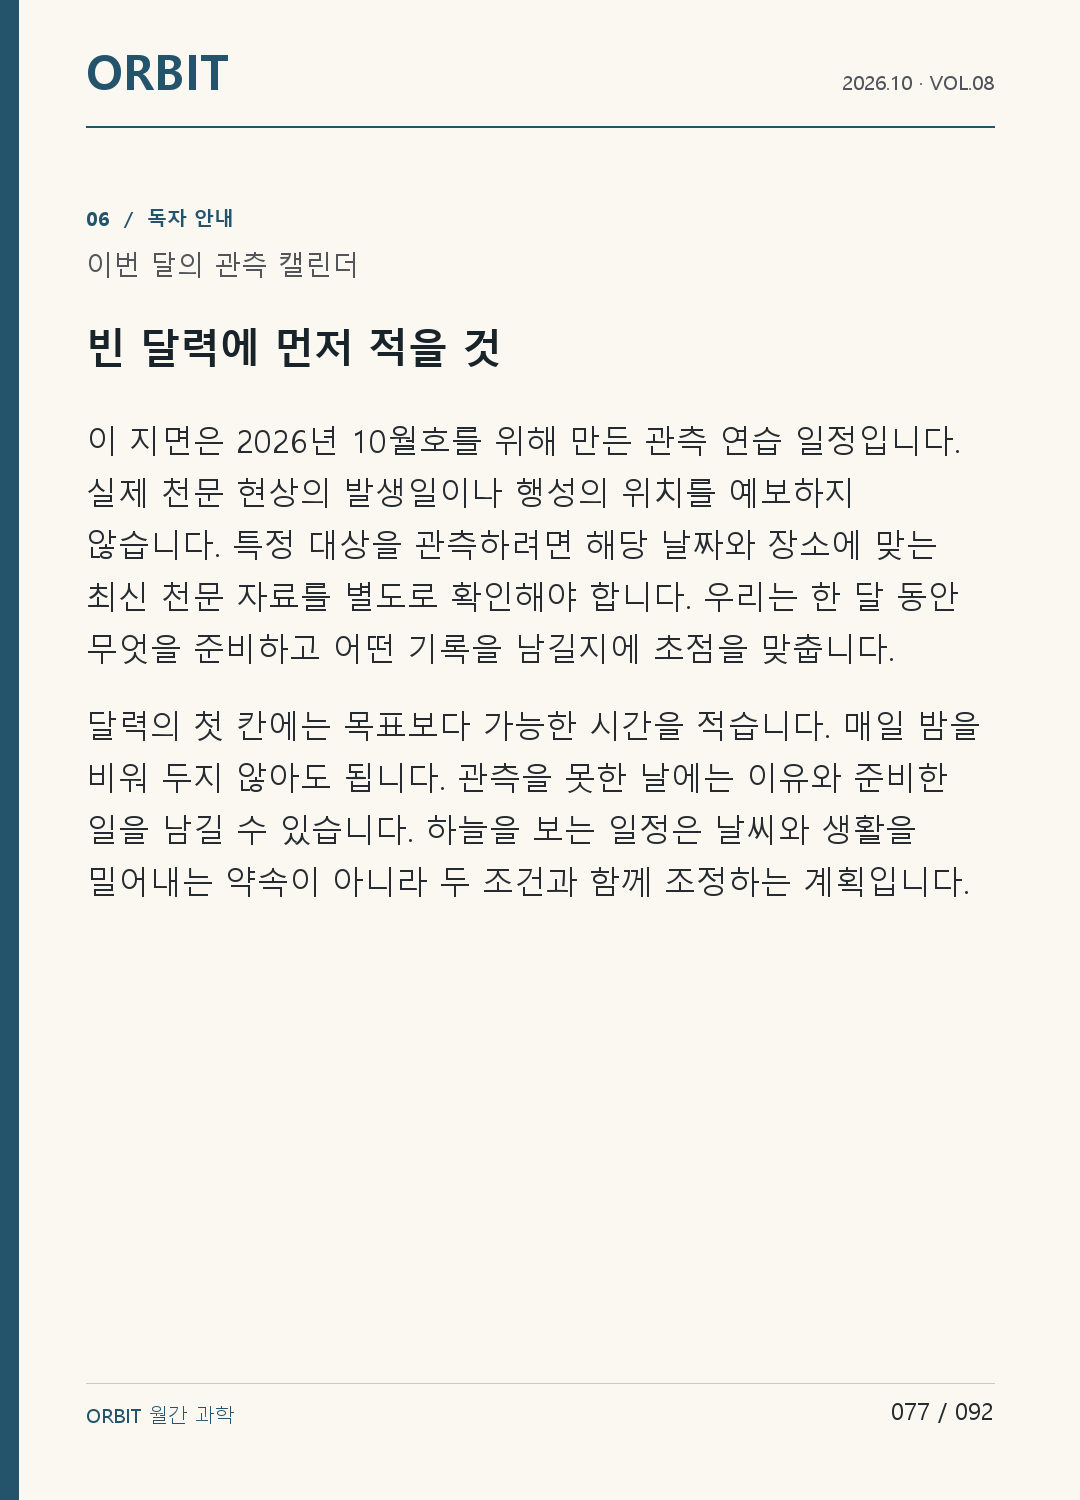 ORBIT
2026.10 · VOL.08
06 / 독자 안내
이번 달의 관측 캘린더
빈 달력에 먼저 적을 것
이 지면은 2026년 10월호를 위해 만든 관측 연습 일정입니다.
실제 천문 현상의 발생일이나 행성의 위치를 예보하지
않습니다. 특정 대상을 관측하려면 해당 날짜와 장소에 맞는
최신 천문 자료를 별도로 확인해야 합니다. 우리는 한 달 동안
무엇을 준비하고 어떤 기록을 남길지에 초점을 맞춥니다.
달력의 첫 칸에는 목표보다 가능한 시간을 적습니다. 매일 밤을
비워 두지 않아도 됩니다. 관측을 못한 날에는 이유와 준비한
일을 남길 수 있습니다. 하늘을 보는 일정은 날씨와 생활을
밀어내는 약속이 아니라 두 조건과 함께 조정하는 계획입니다.
ORBIT 월간 과학
077 / 092